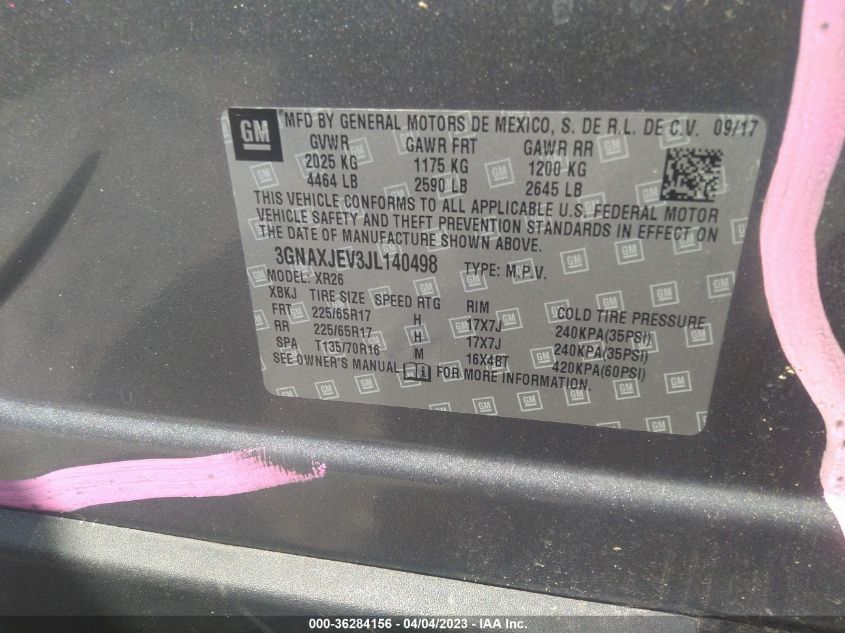 GM MFD BY GENERAL MOTORS DE MEXICO, S. DE R.L. DE C.V. 09/17
GVWR GAWR FRT GAWR RR
2025 KG 1175 KG 1200 KG
4464 LB 2590 LB 2645 LB
THIS VEHICLE CONFORMS TO ALL APPLICABLE U.S. FEDERAL MOTOR
VEHICLE SAFETY AND THEFT PREVENTION STANDARDS IN EFFECT ON
THE DATE OF MANUFACTURE SHOWN ABOVE.
3GNAXJEV3JL140498 TYPE: M.P.V.
MODEL: XR26
XBKJ TIRE SIZE SPEED RTG RIM COLD TIRE PRESSURE
FRT 225/65R17 H 17X7J 240KPA(35PSI)
RR 225/65R17 H 17X7J 240KPA(35PSI)
SPA T135/70R16 M 16X4BT 420KPA(60PSI)
SEE OWNER'S MANUAL FOR MORE INFORMATION.
000-36284156 - 04/04/2023 - IAA Inc.